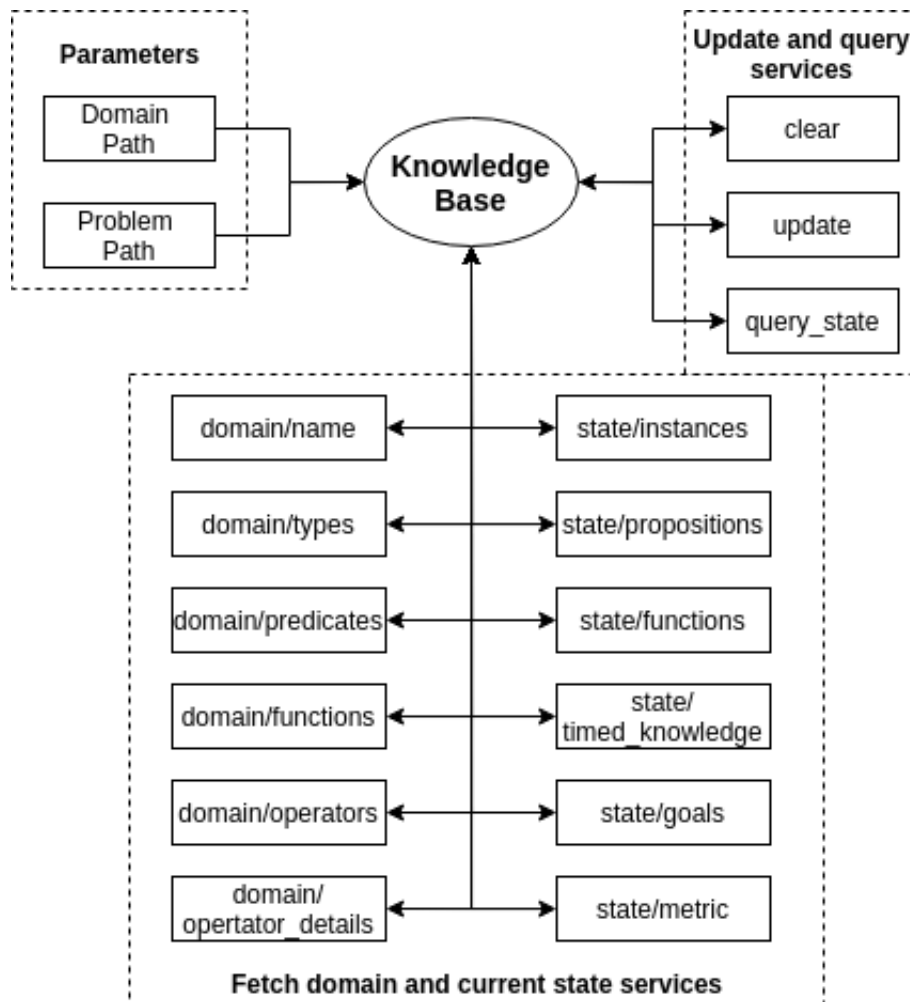 Parameters
Domain
Path
Problem
Path
Knowledge
Base
Update and query
services
clear
update
query_state
domain/name
state/instances
domain/types
state/propositions
domain/predicates
state/functions
domain/functions
state/
timed_knowledge
domain/operators
state/goals
domain/
opertator_details
state/metric
Fetch domain and current state services